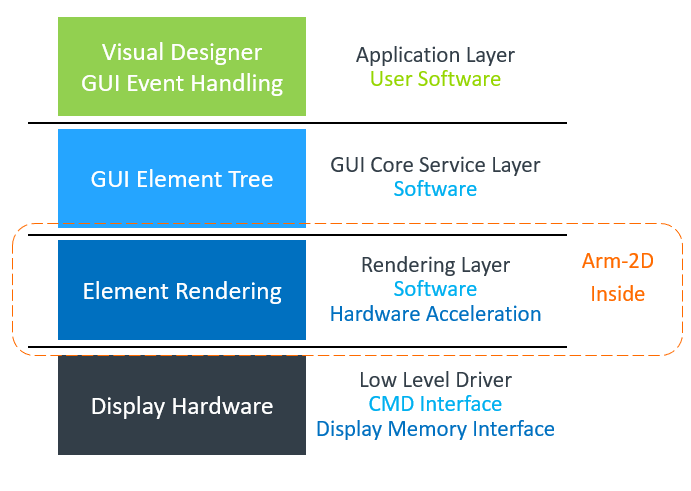 Visual Designer
GUI Event Handling
Application Layer
User Software
GUI Element Tree
GUI Core Service Layer
Software
Element Rendering
Rendering Layer
Software
Hardware Acceleration
Arm-2D
Inside
Display Hardware
Low Level Driver
CMD Interface
Display Memory Interface